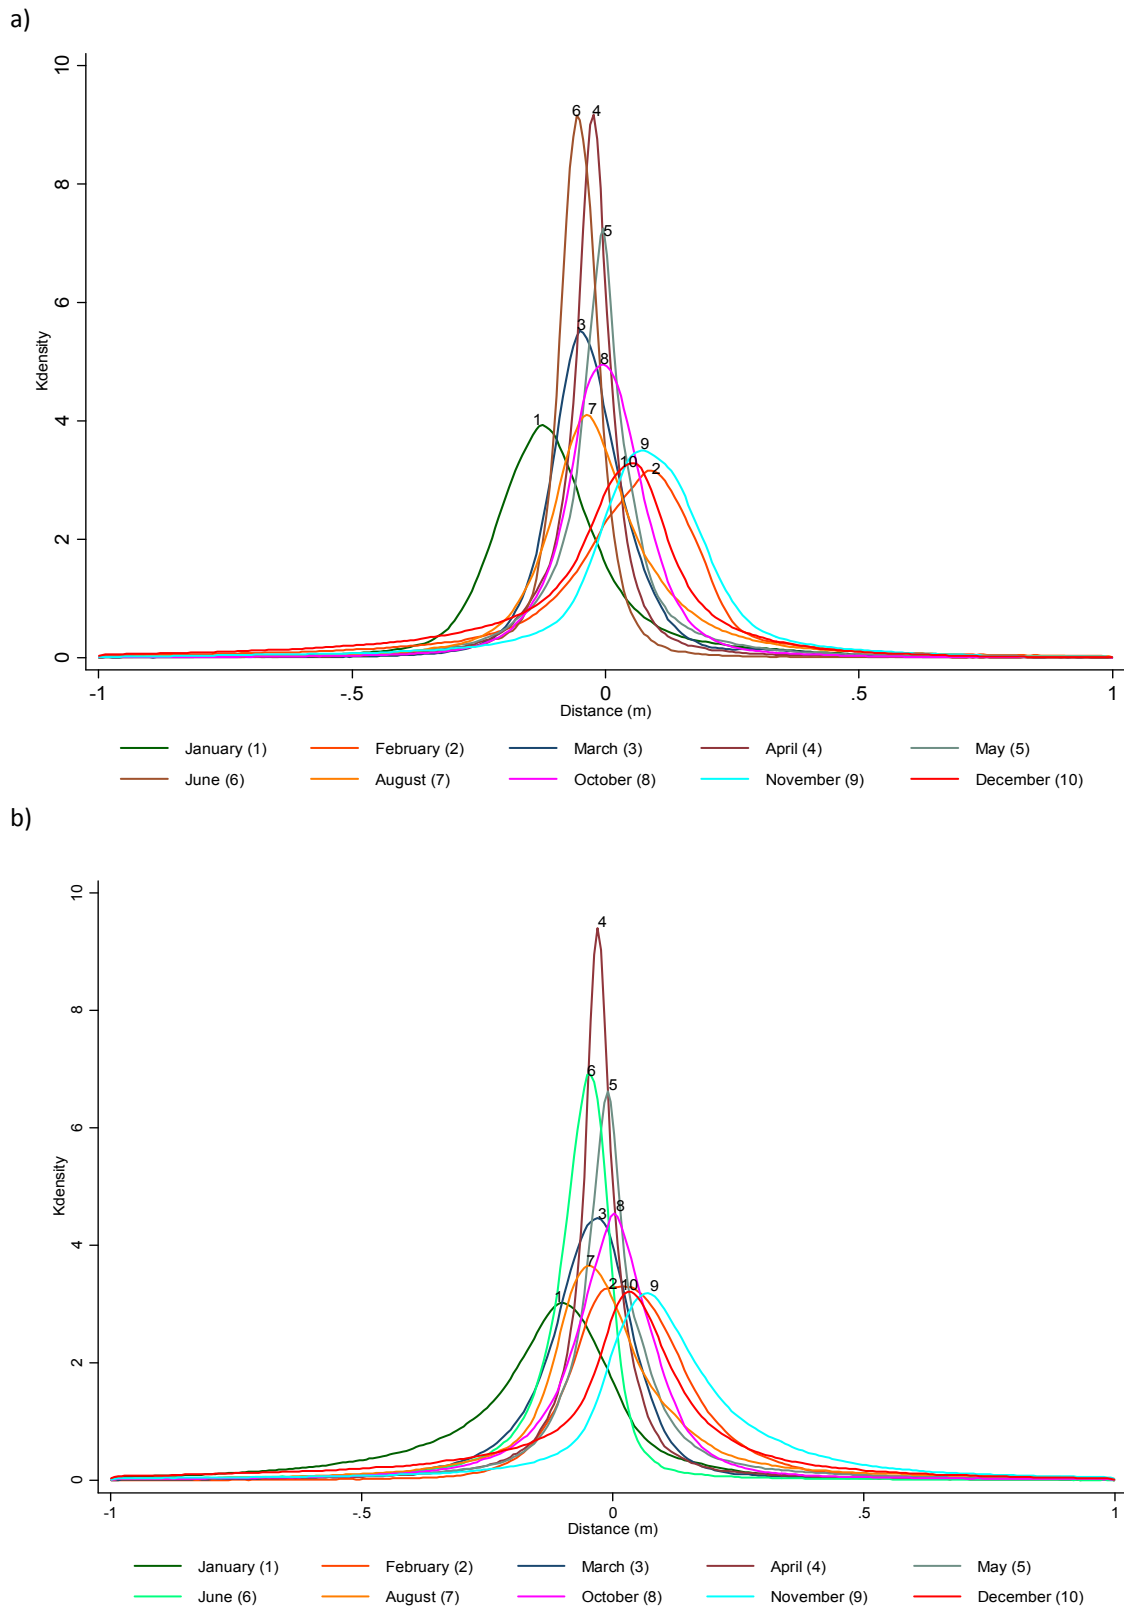 a)
10
8
6
4
2
0
Kdensity
6 4
5
3
8
7
1
9
10 2
-1 -.5 0 .5 1
Distance (m)
January (1) February (2) March (3) April (4) May (5)
June (6) August (7) October (8) November (9) December (10)
b)
10
8
6
4
2
0
Kdensity
4
6
5
8
3
7
2 10 9
1
-1 -.5 0 .5 1
Distance (m)
January (1) February (2) March (3) April (4) May (5)
June (6) August (7) October (8) November (9) December (10)